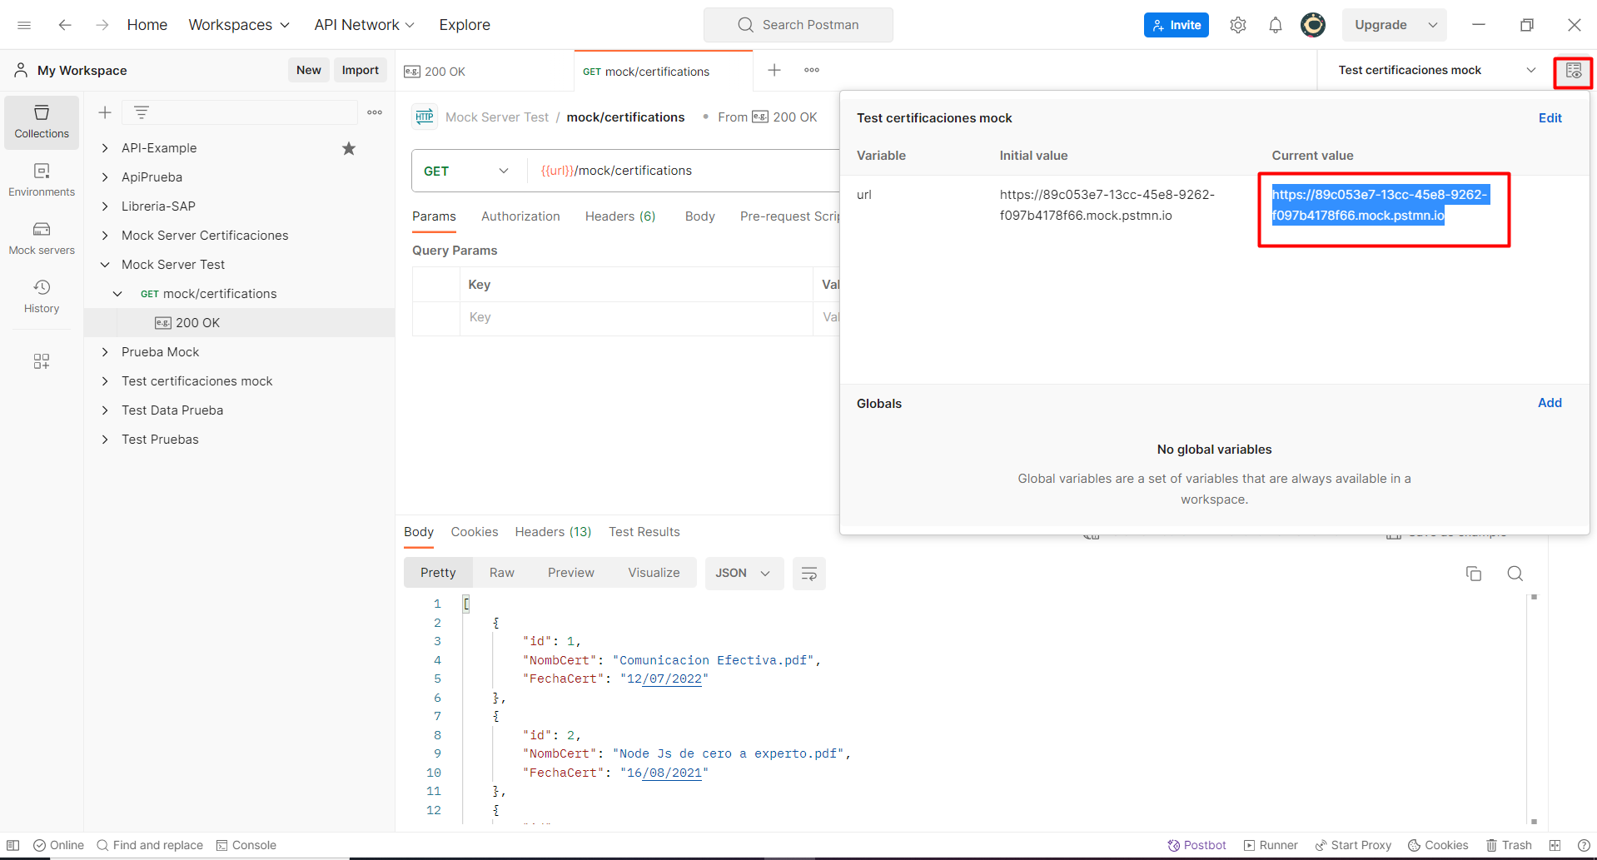 Home Workspaces API Network Explore Search Postman Invite Upgrade
My Workspace New Import
e.g. 200 OK
GET mock/certifications
Test certificaciones mock
Collections
Environments
Mock servers
History
API-Example
ApiPrueba
Libreria-SAP
Mock Server Certificaciones
Mock Server Test
GET mock/certifications
e.g. 200 OK
Prueba Mock
Test certificaciones mock
Test Data Prueba
Test Pruebas
HTTP Mock Server Test / mock/certifications • From e.g. 200 OK
GET {{url}}/mock/certifications
Params Authorization Headers (6) Body Pre-request Scrip
Query Params
Key Val
Key Val
Test certificaciones mock Edit
Variable Initial value Current value
url https://89c053e7-13cc-45e8-9262-f097b4178f66.mock.pstmn.io https://89c053e7-13cc-45e8-9262-f097b4178f66.mock.pstmn.io
Globals Add
No global variables
Global variables are a set of variables that are always available in a
workspace.
Body Cookies Headers (13) Test Results
Pretty Raw Preview Visualize JSON
1 [
2 {
3 "id": 1,
4 "NombCert": "Comunicacion Efectiva.pdf",
5 "FechaCert": "12/07/2022"
6 },
7 {
8 "id": 2,
9 "NombCert": "Node Js de cero a experto.pdf",
10 "FechaCert": "16/08/2021"
11 },
12 {
Online Find and replace Console Postbot Runner Start Proxy Cookies Trash